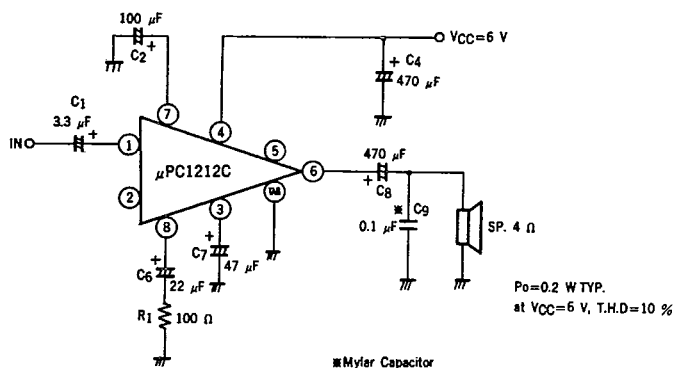 100 μF
C2 +
VCC=6 V
+ C4
470 μF
C1
3.3 μF
+
IN
7
4
1
5
μPC1212C
6
470 μF
+
C8
2
TAB
3
8
※ C9
0.1 μF
SP. 4 Ω
+
C7
47 μF
+
C6
22 μF
R1
100 Ω
Po=0.2 W TYP.
at VCC=6 V, T.H.D=10 %
※Mylar Capacitor